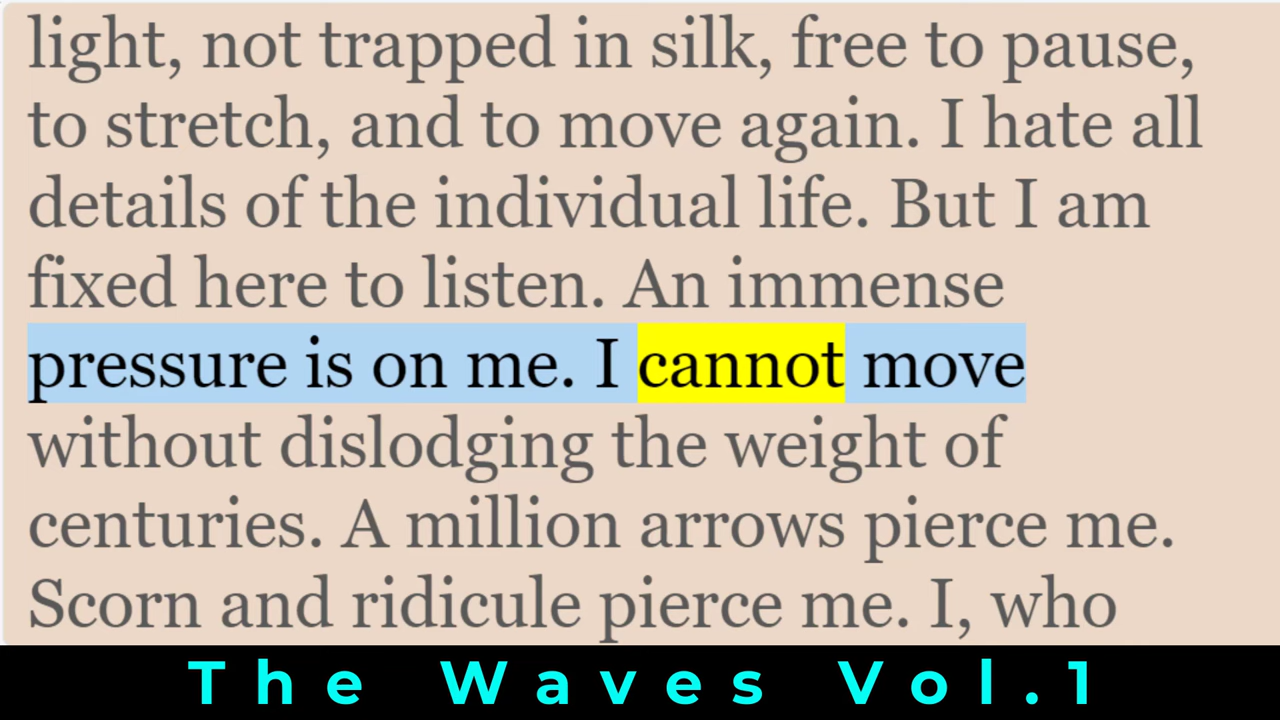 light, not trapped in silk, free to pause,
to stretch, and to move again. I hate all
details of the individual life. But I am
fixed here to listen. An immense
pressure is on me. I cannot move
without dislodging the weight of
centuries. A million arrows pierce me.
Scorn and ridicule pierce me. I, who
The Waves Vol.1